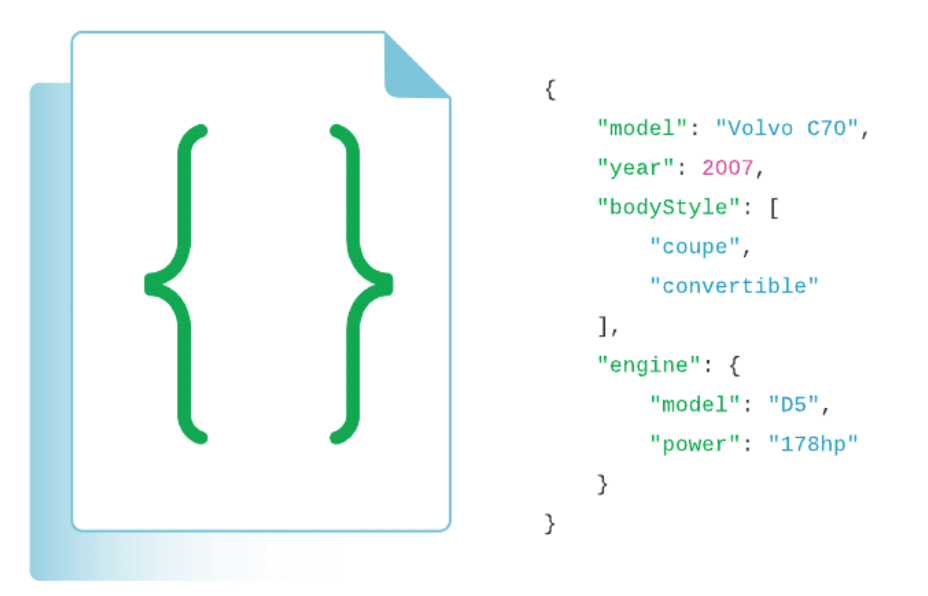 {
    "model": "Volvo C70",
    "year": 2007,
    "bodyStyle": [
        "coupe",
        "convertible"
    ],
    "engine": {
        "model": "D5",
        "power": "178hp"
    }
}